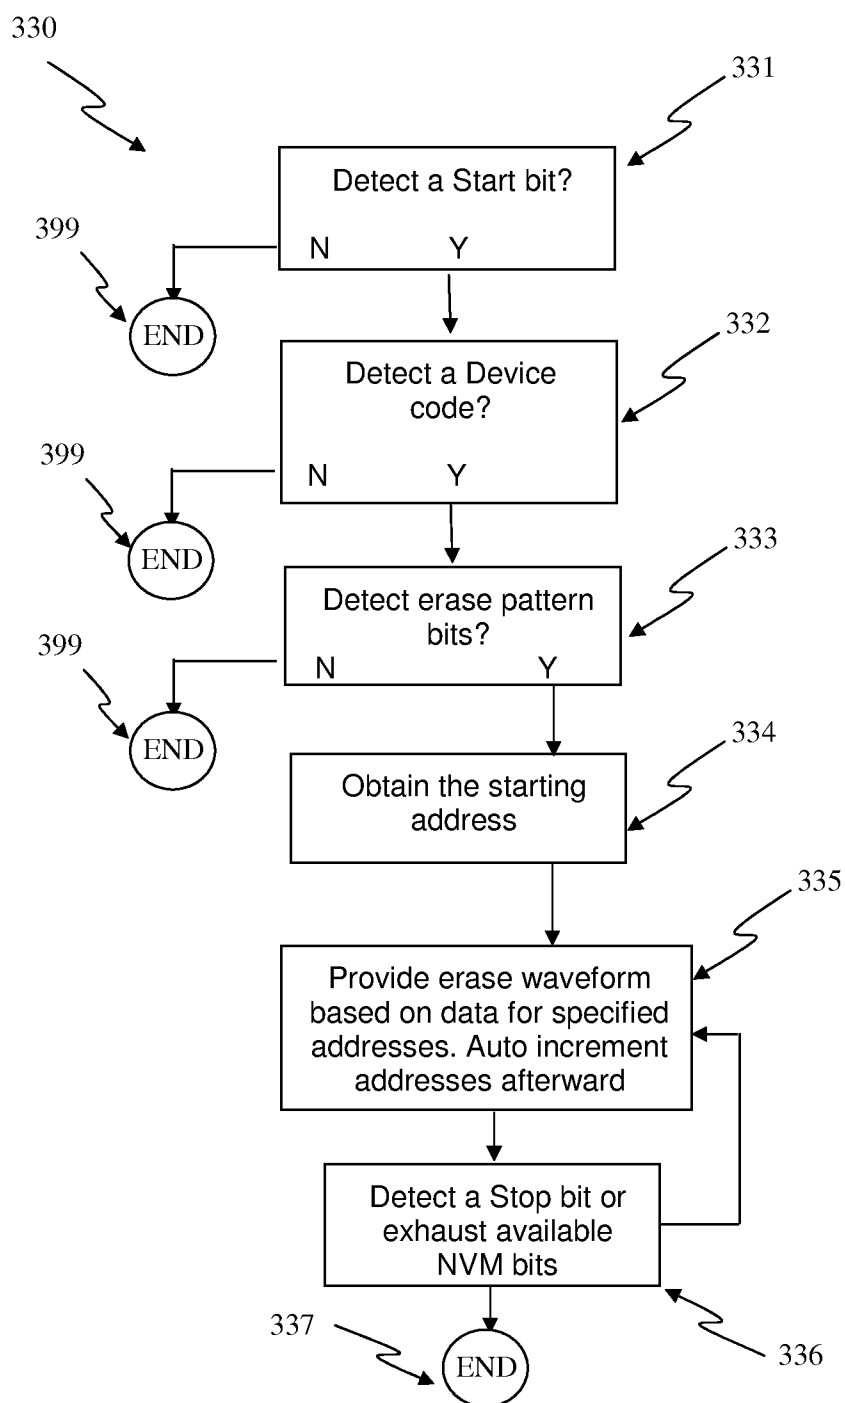 330
331
Detect a Start bit?
N Y
399
END
332
Detect a Device
code?
N Y
399
END
333
Detect erase pattern
bits?
N Y
399
END
334
Obtain the starting
address
335
Provide erase waveform
based on data for specified
addresses. Auto increment
addresses afterward
Detect a Stop bit or
exhaust available
NVM bits
336
337
END